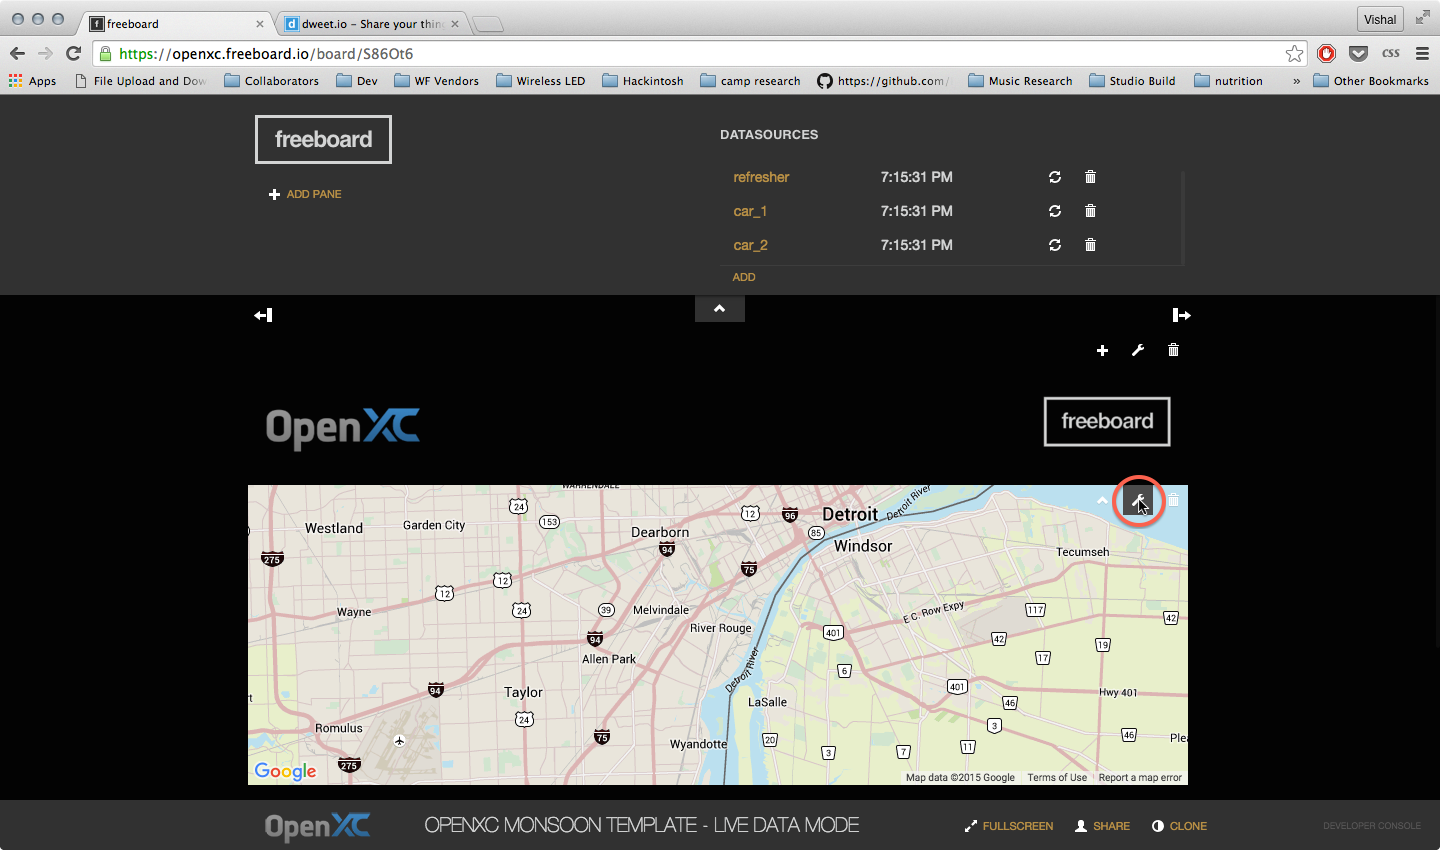 freeboard
dweet.io – Share your thin
Vishal
https://openxc.freeboard.io/board/S86Ot6
css
Apps
File Upload and Dow
Collaborators
Dev
WF Vendors
Wireless LED
Hackintosh
camp research
https://github.com/
Music Research
Studio Build
nutrition
»
Other Bookmarks
freeboard
ADD PANE
DATASOURCES
refresher 7:15:31 PM
car_1 7:15:31 PM
car_2 7:15:31 PM
ADD
OpenXC
freeboard
WARRENDALE
24
12
96
Detroit
Detroit River
Westland
Garden City
153
Dearborn
85
Windsor
94
Tecumseh
275
75
12
12
Wayne
24
39
Melvindale
E C. Row Expy
117
42
River Rouge
401
42
94
19
Allen Park
17
Detroit River
6
94
Taylor
401
Hwy 401
LaSalle
46
24
3
Romulus
75
Wyandotte
20
46
Plea
3
7
11
275
Google
Map data ©2015 Google
Terms of Use
Report a map error
OpenXC
OPENXC MONSOON TEMPLATE - LIVE DATA MODE
FULLSCREEN
SHARE
CLONE
DEVELOPER CONSOLE